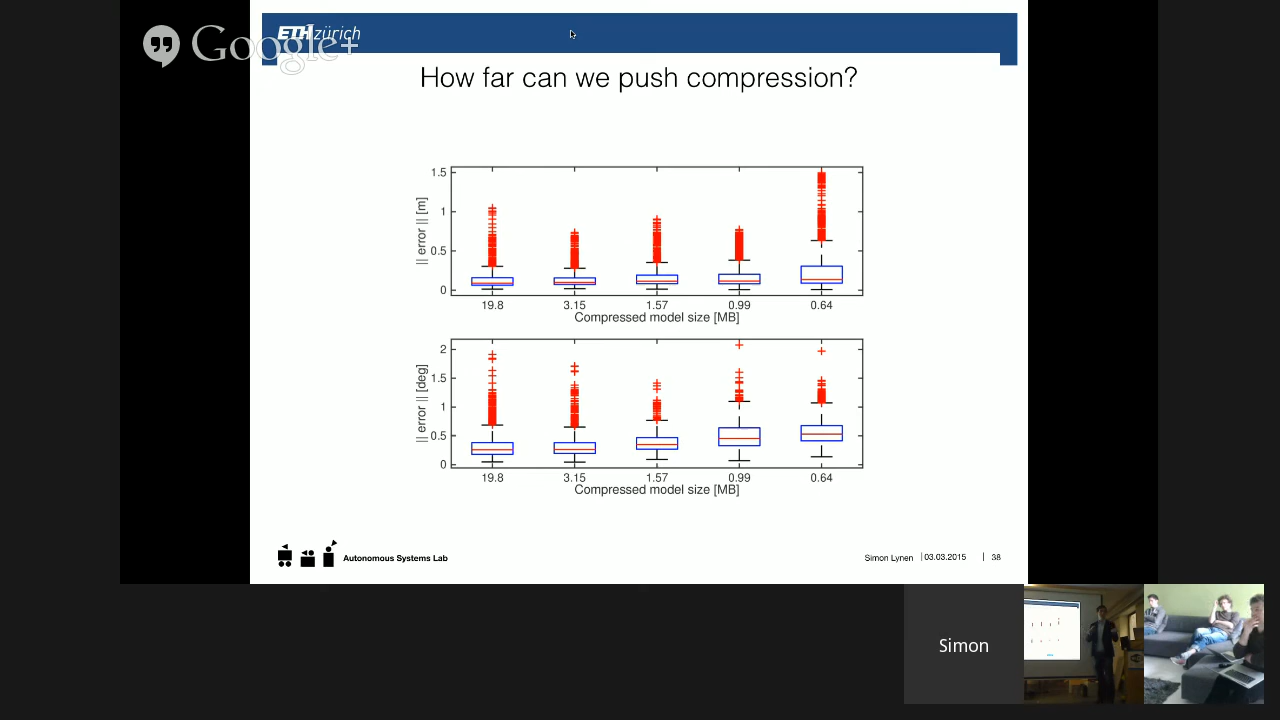 ETH zürich
Google+
How far can we push compression?
|| error || [m]
1.5
1
0.5
0
19.8 3.15 1.57 0.99 0.64
Compressed model size [MB]
|| error || [deg]
2
1.5
1
0.5
0
19.8 3.15 1.57 0.99 0.64
Compressed model size [MB]
Autonomous Systems Lab
Simon Lynen | 03.03.2015 | 38
Simon